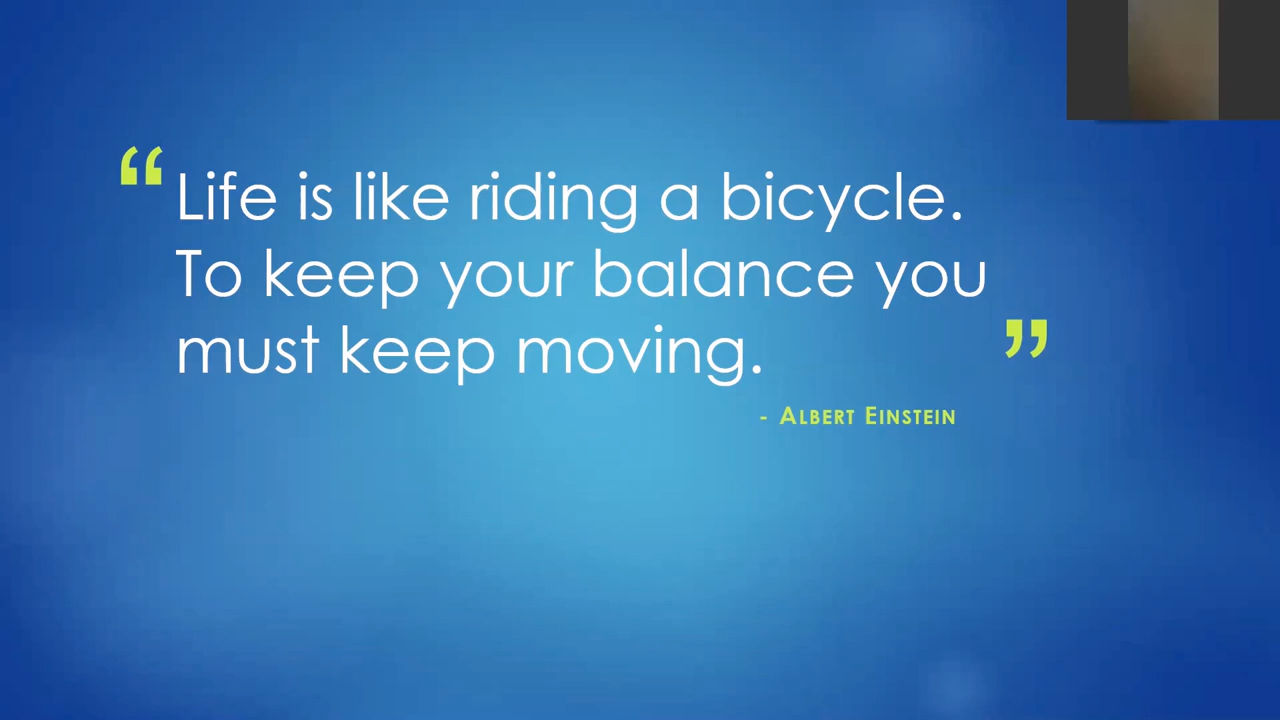 “Life is like riding a bicycle.
To keep your balance you
must keep moving.”
- Albert Einstein